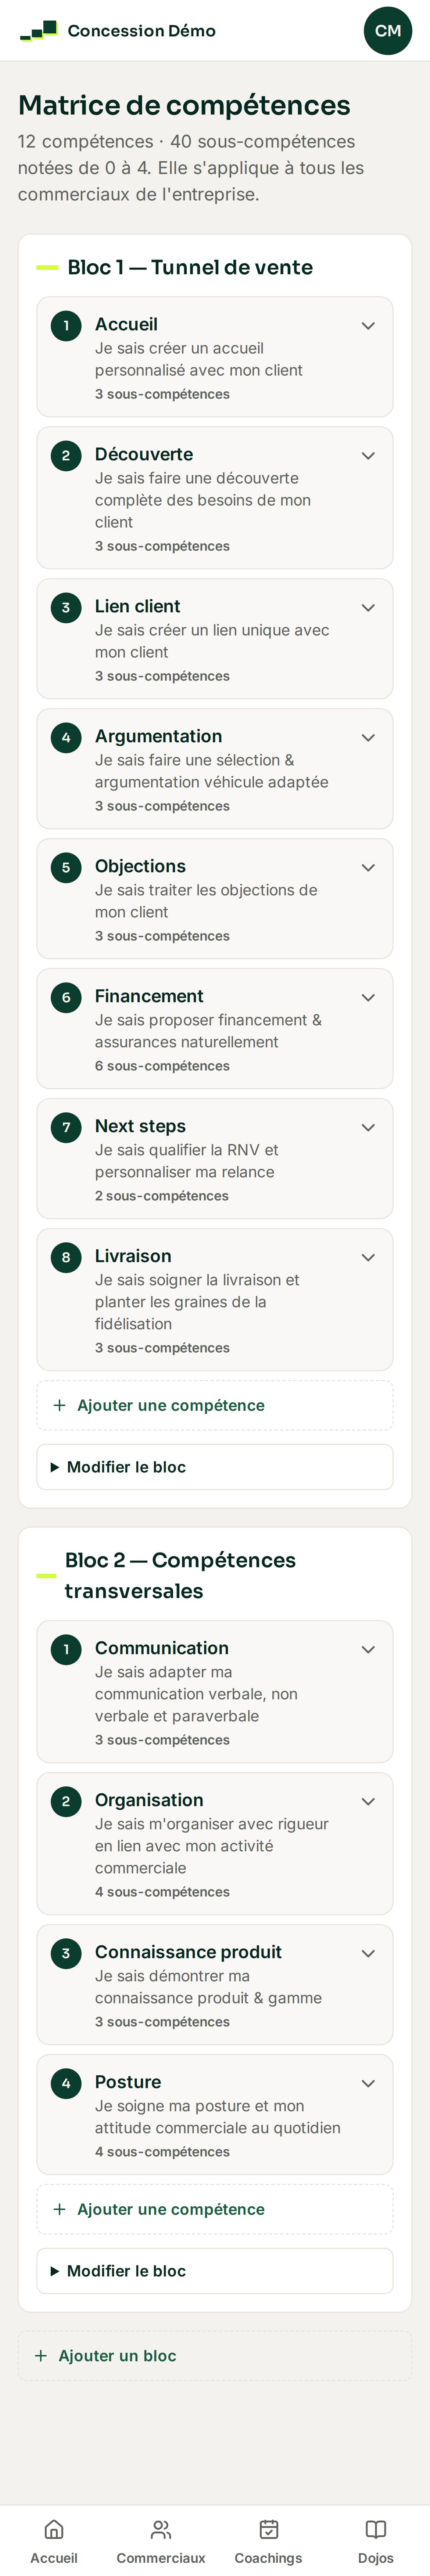 Concession Démo
CM
Matrice de compétences
12 compétences · 40 sous-compétences
notées de 0 à 4. Elle s'applique à tous les
commerciaux de l'entreprise.
Bloc 1 — Tunnel de vente
1
Accueil
Je sais créer un accueil
personnalisé avec mon client
3 sous-compétences
2
Découverte
Je sais faire une découverte
complète des besoins de mon
client
3 sous-compétences
3
Lien client
Je sais créer un lien unique avec
mon client
3 sous-compétences
4
Argumentation
Je sais faire une sélection &
argumentation véhicule adaptée
3 sous-compétences
5
Objections
Je sais traiter les objections de
mon client
3 sous-compétences
6
Financement
Je sais proposer financement &
assurances naturellement
6 sous-compétences
7
Next steps
Je sais qualifier la RNV et
personnaliser ma relance
2 sous-compétences
8
Livraison
Je sais soigner la livraison et
planter les graines de la
fidélisation
3 sous-compétences
+ Ajouter une compétence
▶ Modifier le bloc
Bloc 2 — Compétences
transversales
1
Communication
Je sais adapter ma
communication verbale, non
verbale et paraverbale
3 sous-compétences
2
Organisation
Je sais m'organiser avec rigueur
en lien avec mon activité
commerciale
4 sous-compétences
3
Connaissance produit
Je sais démontrer ma
connaissance produit & gamme
3 sous-compétences
4
Posture
Je soigne ma posture et mon
attitude commerciale au quotidien
4 sous-compétences
+ Ajouter une compétence
▶ Modifier le bloc
+ Ajouter un bloc
Accueil
Commerciaux
Coachings
Dojos